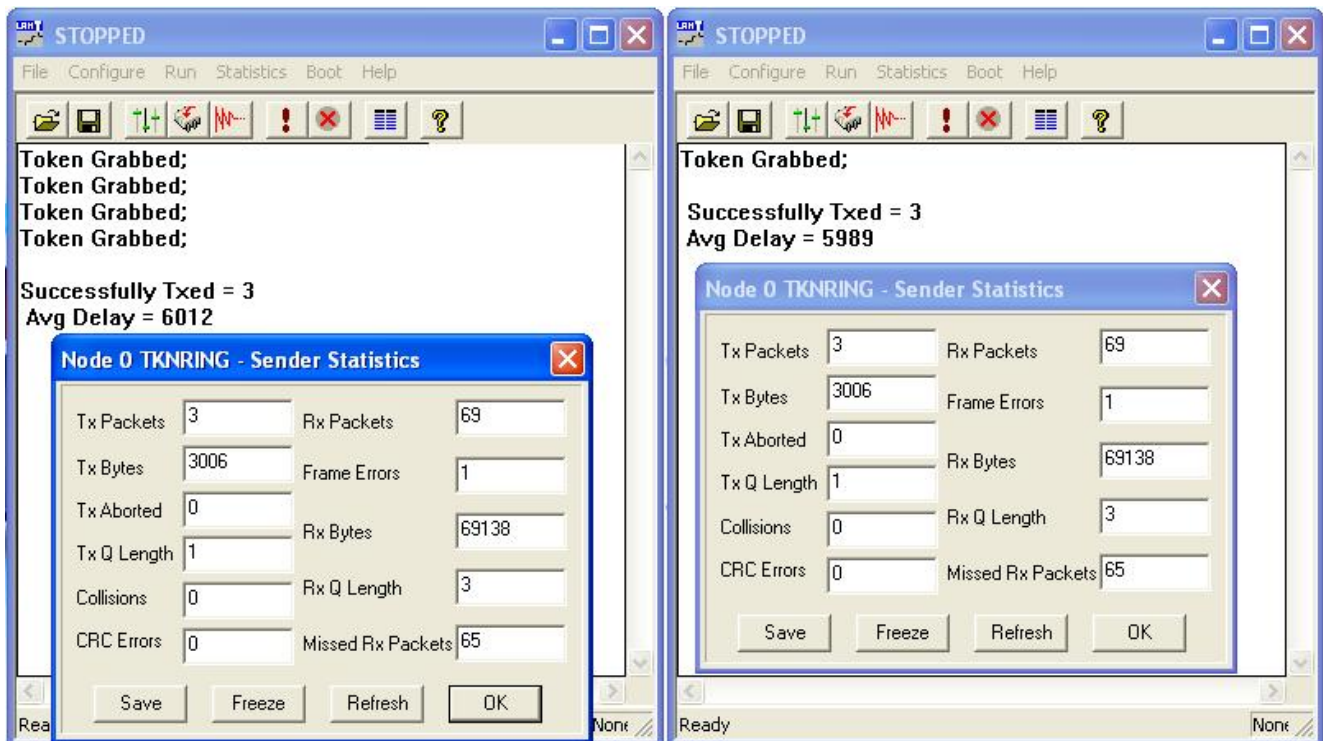 STOPPED
File Configure Run Statistics Boot Help
Token Grabbed;
Token Grabbed;
Token Grabbed;
Token Grabbed;
Successfully Txed = 3
Avg Delay = 6012
Node 0 TKNRING - Sender Statistics
Tx Packets 3 Rx Packets 69
Tx Bytes 3006 Frame Errors 1
Tx Aborted 0
Rx Bytes 69138
Tx Q Length 1
Collisions 0 Rx Q Length 3
CRC Errors 0 Missed Rx Packets 65
Save Freeze Refresh OK
Rea None
STOPPED
File Configure Run Statistics Boot Help
Token Grabbed;
Successfully Txed = 3
Avg Delay = 5989
Node 0 TKNRING - Sender Statistics
Tx Packets 3 Rx Packets 69
Tx Bytes 3006 Frame Errors 1
Tx Aborted 0
Rx Bytes 69138
Tx Q Length 1
Collisions 0 Rx Q Length 3
CRC Errors 0 Missed Rx Packets 65
Save Freeze Refresh OK
Ready None